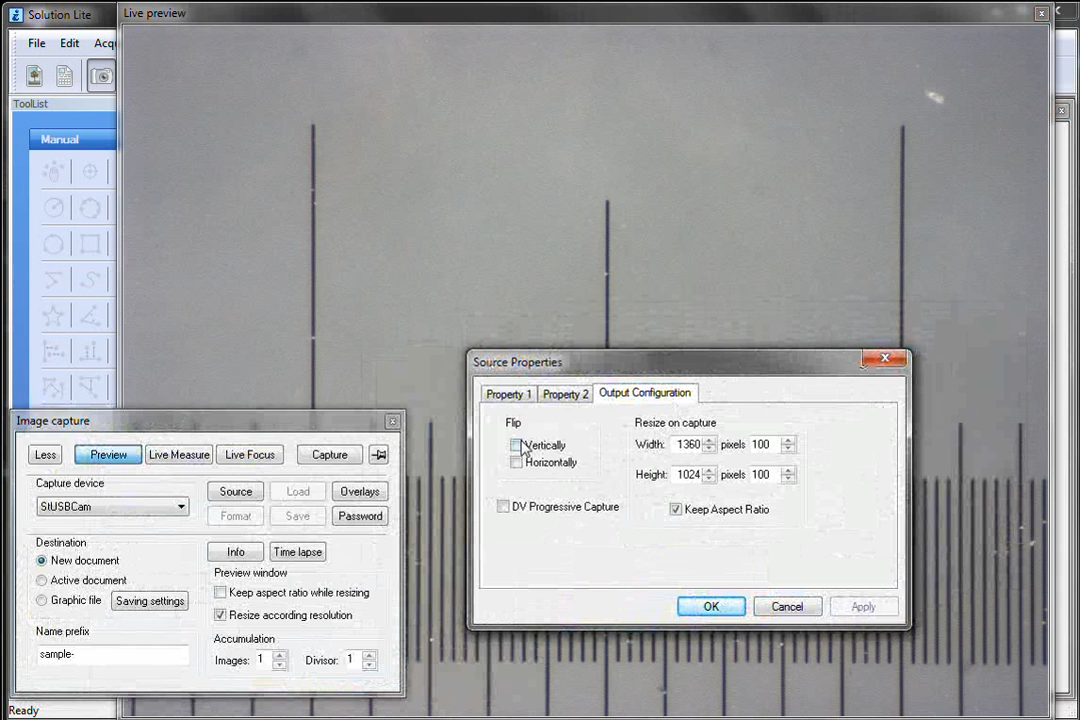 Solution Lite
Live preview
File Edit Acq
ToolList
Manual
Source Properties
Property 1 Property 2 Output Configuration
Flip
Vertically
Horizontally
DV Progressive Capture
Resize on capture
Width: 1360 pixels 100
Height: 1024 pixels 100
Keep Aspect Ratio
OK Cancel Apply
Image capture
Less Preview Live Measure Live Focus Capture
Capture device
StUSBCam
Source Load Overlays
Format Save Password
Destination
New document
Active document
Graphic file Saving settings
Name prefix
sample-
Info Time lapse
Preview window
Keep aspect ratio while resizing
Resize according resolution
Accumulation
Images: 1 Divisor: 1
Ready